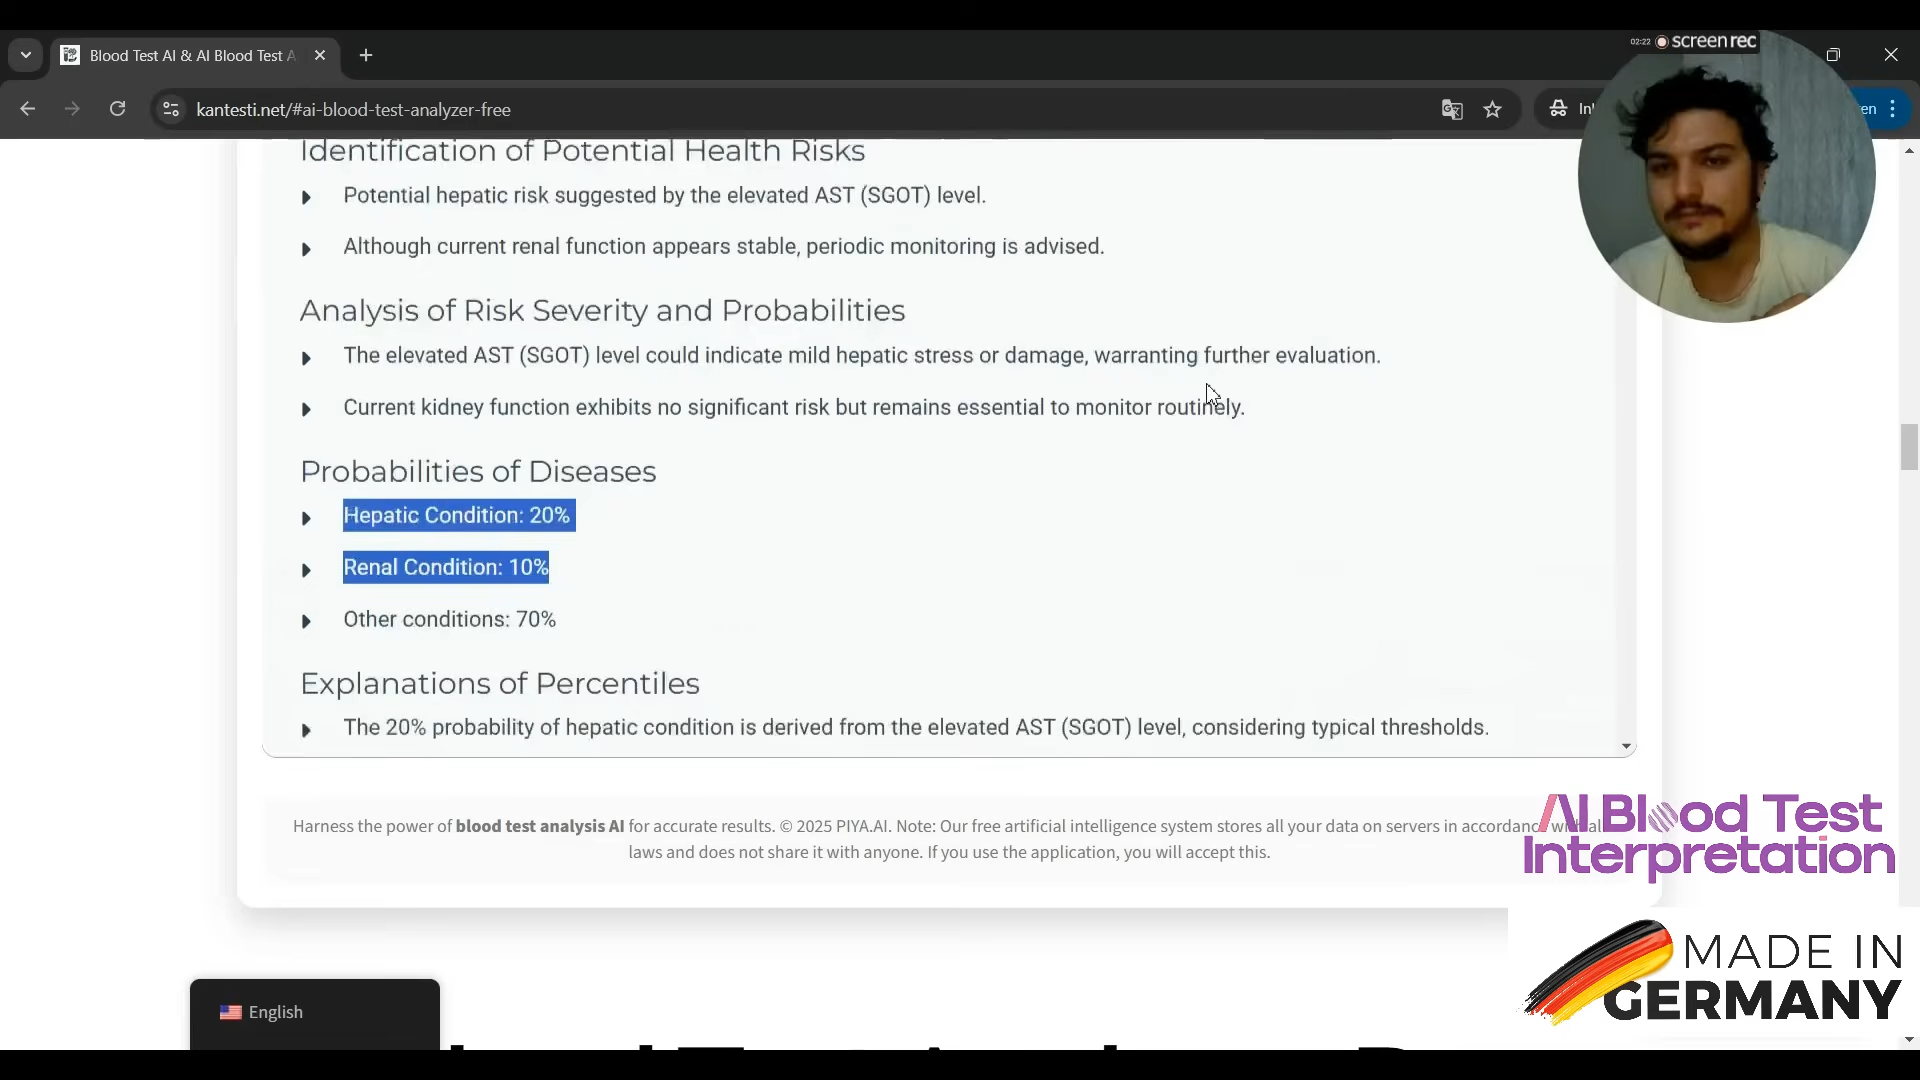 Blood Test AI & AI Blood Test A
02:22 screen rec
kantesti.net/#ai-blood-test-analyzer-free
Identification of Potential Health Risks
Potential hepatic risk suggested by the elevated AST (SGOT) level.
Although current renal function appears stable, periodic monitoring is advised.
Analysis of Risk Severity and Probabilities
The elevated AST (SGOT) level could indicate mild hepatic stress or damage, warranting further evaluation.
Current kidney function exhibits no significant risk but remains essential to monitor routinely.
Probabilities of Diseases
Hepatic Condition: 20%
Renal Condition: 10%
Other conditions: 70%
Explanations of Percentiles
The 20% probability of hepatic condition is derived from the elevated AST (SGOT) level, considering typical thresholds.
Harness the power of blood test analysis AI for accurate results. © 2025 PIYA.AI. Note: Our free artificial intelligence system stores all your data on servers in accordance
laws and does not share it with anyone. If you use the application, you will accept this.
AI Blood Test
Interpretation
MADE IN
GERMANY
English